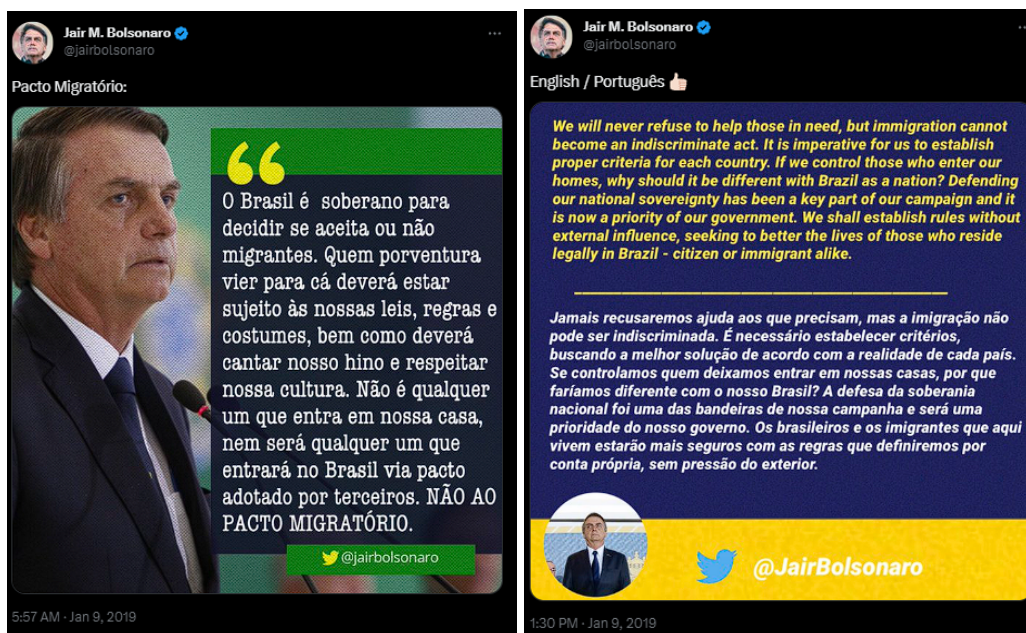 Jair M. Bolsonaro
@jairbolsonaro
Pacto Migratório:
O Brasil é soberano para
decidir se aceita ou não
migrantes. Quem porventura
vier para cá deverá estar
sujeito às nossas leis, regras e
costumes, bem como deverá
cantar nosso hino e respeitar
nossa cultura. Não é qualquer
um que entra em nossa casa,
nem será qualquer um que
entrará no Brasil via pacto
adotado por terceiros. NÃO AO
PACTO MIGRATÓRIO.
@jairbolsonaro
5:57 AM · Jan 9, 2019
Jair M. Bolsonaro
@jairbolsonaro
English / Português 👍🏻
We will never refuse to help those in need, but immigration cannot
become an indiscriminate act. It is imperative for us to establish
proper criteria for each country. If we control those who enter our
homes, why should it be different with Brazil as a nation? Defending
our national sovereignty has been a key part of our campaign and it
is now a priority of our government. We shall establish rules without
external influence, seeking to better the lives of those who reside
legally in Brazil - citizen or immigrant alike.
Jamais recusaremos ajuda aos que precisam, mas a imigração não
pode ser indiscriminada. É necessário estabelecer critérios,
buscando a melhor solução de acordo com a realidade de cada país.
Se controlamos quem deixamos entrar em nossas casas, por que
faríamos diferente com o nosso Brasil? A defesa da soberania
nacional foi uma das bandeiras de nossa campanha e será uma
prioridade do nosso governo. Os brasileiros e os imigrantes que aqui
vivem estarão mais seguros com as regras que definiremos por
conta própria, sem pressão do exterior.
@JairBolsonaro
1:30 PM · Jan 9, 2019